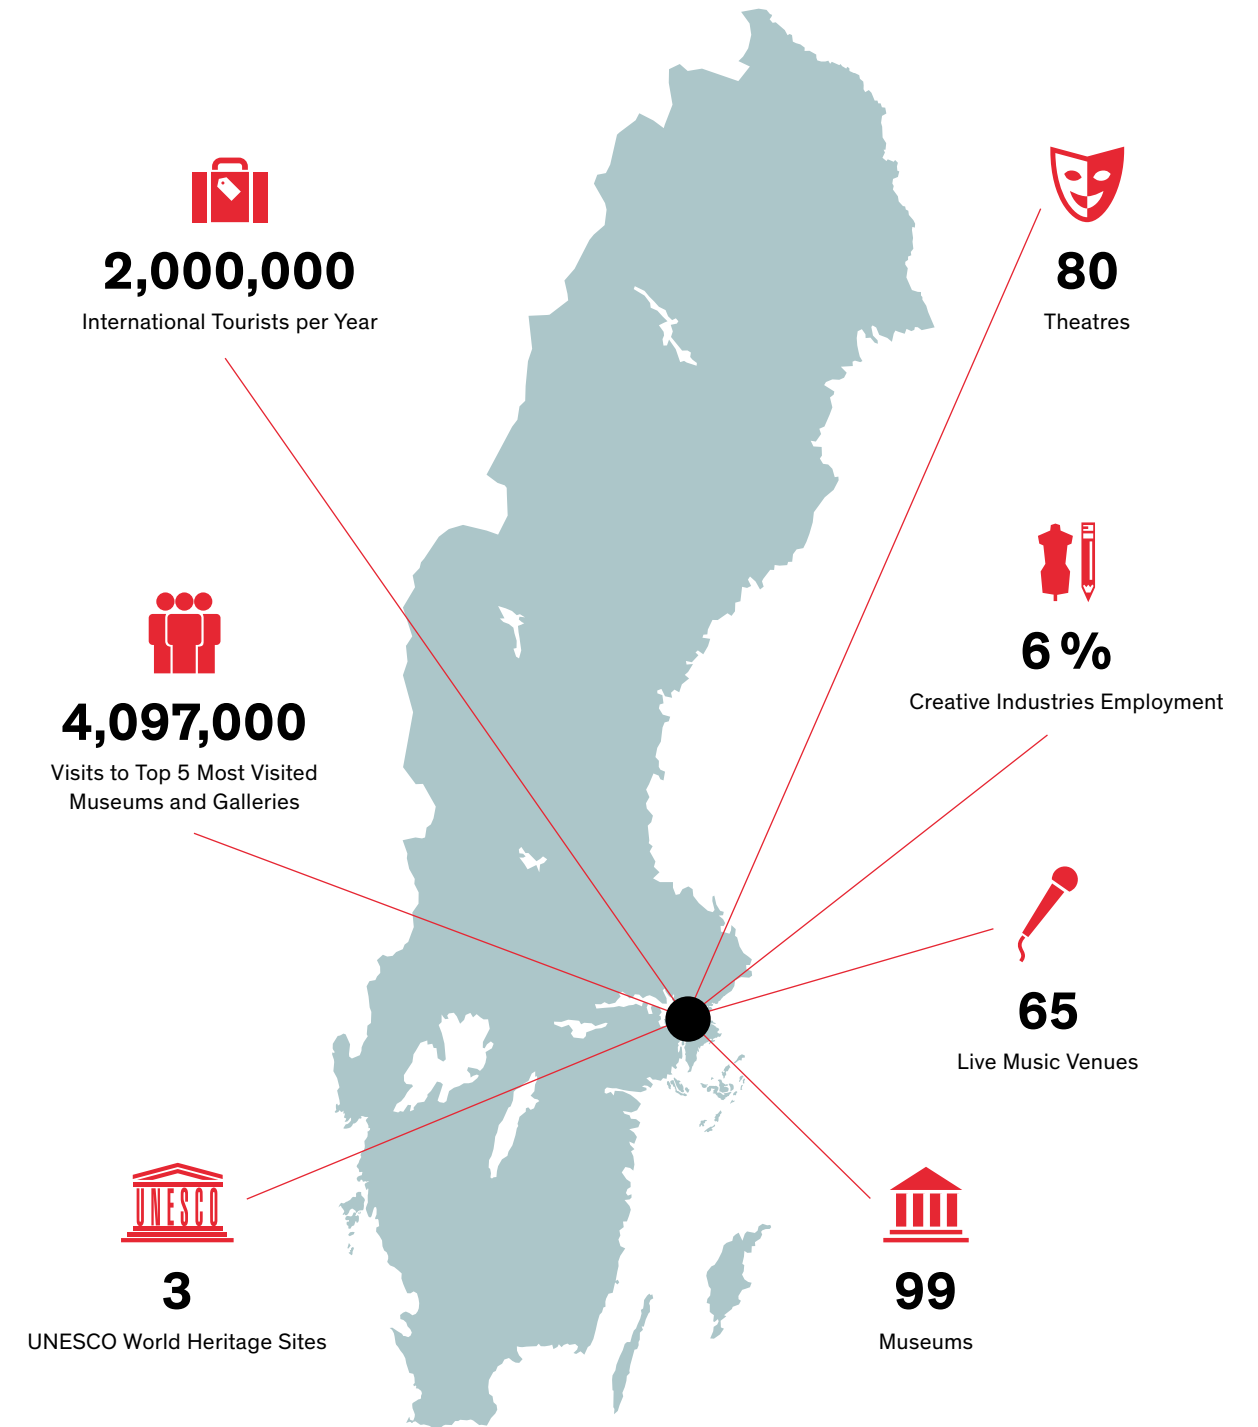 2,000,000
International Tourists per Year
80
Theatres
6 %
Creative Industries Employment
4,097,000
Visits to Top 5 Most Visited
Museums and Galleries
65
Live Music Venues
UNESCO
3
UNESCO World Heritage Sites
99
Museums